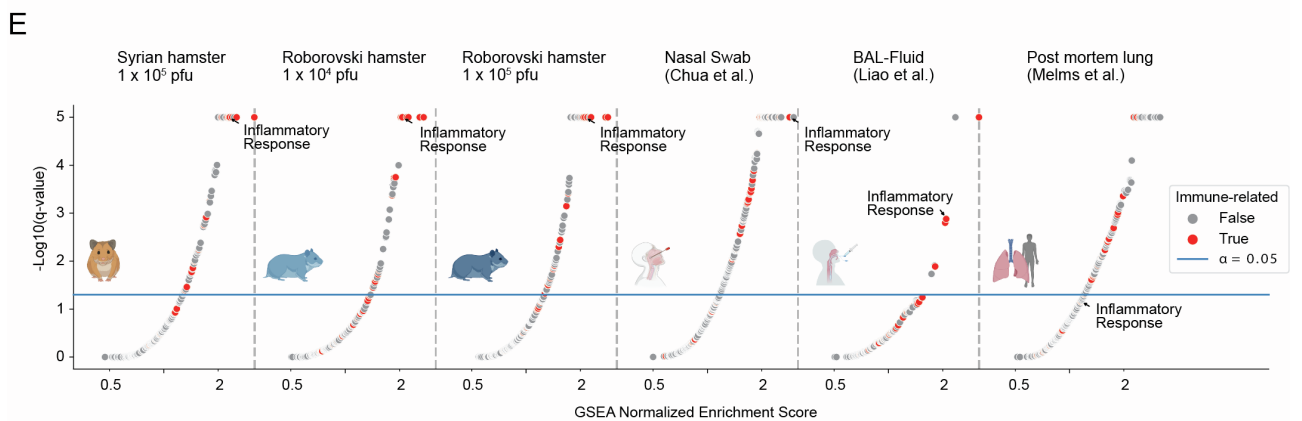 E
Syrian hamster
1 x 10⁵ pfu
Roborovski hamster
1 x 10⁴ pfu
Roborovski hamster
1 x 10⁵ pfu
Nasal Swab
(Chua et al.)
BAL-Fluid
(Liao et al.)
Post mortem lung
(Melms et al.)
-Log10(q-value)
5
4
3
2
1
0
Inflammatory
Response
Inflammatory
Response
Inflammatory
Response
Inflammatory
Response
Inflammatory
Response
Inflammatory
Response
Immune-related
False
True
α = 0.05
0.5 2 0.5 2 0.5 2 0.5 2 0.5 2 0.5 2
GSEA Normalized Enrichment Score